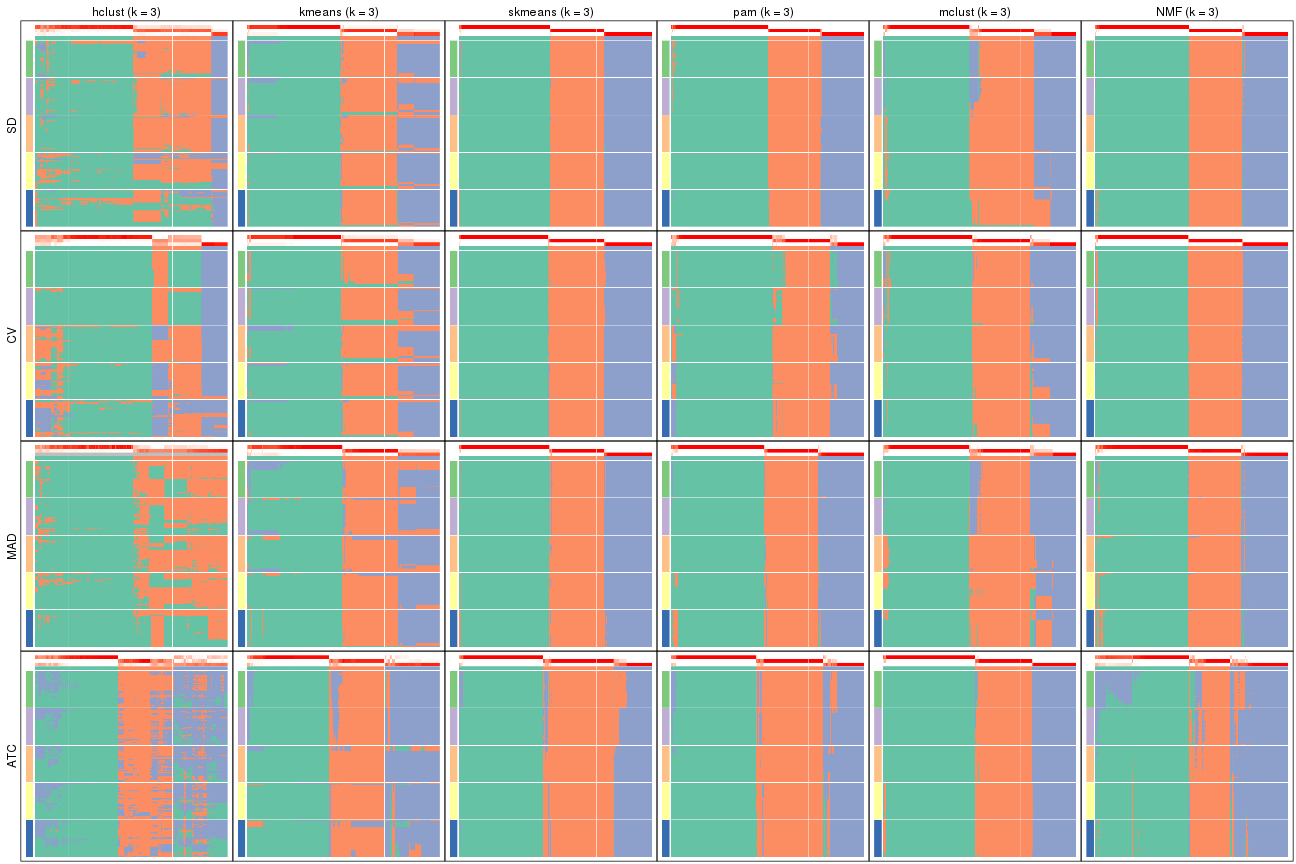 hclust (k = 3) kmeans (k = 3) skmeans (k = 3) pam (k = 3) mclust (k = 3) NMF (k = 3)
SD
CV
MAD
ATC